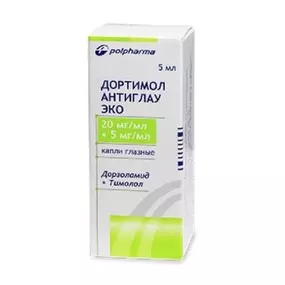 polpharma
5 мл
ДОРТИМОЛ
АНТИГЛАУ
ЭКО
20 мг/мл
+ 5 мг/мл
капли глазные
Дорзоламид
+ Тимолол